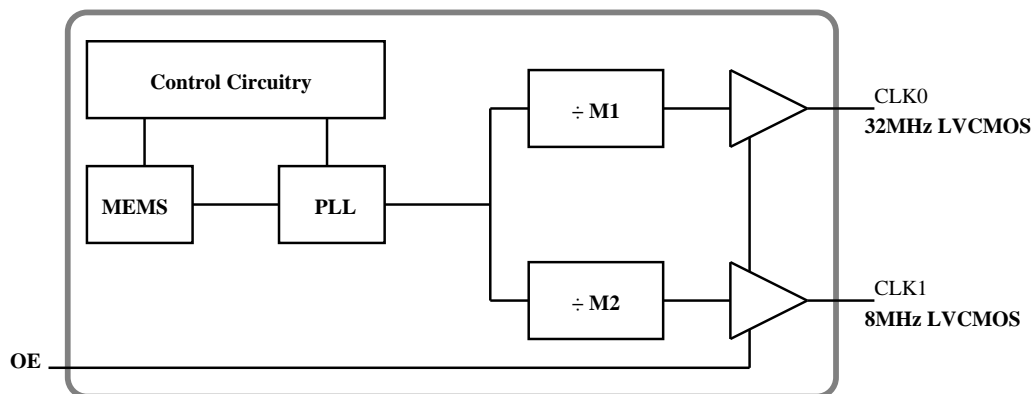 Control Circuitry
÷ M1
CLK0
32MHz LVCMOS
MEMS
PLL
÷ M2
CLK1
8MHz LVCMOS
OE